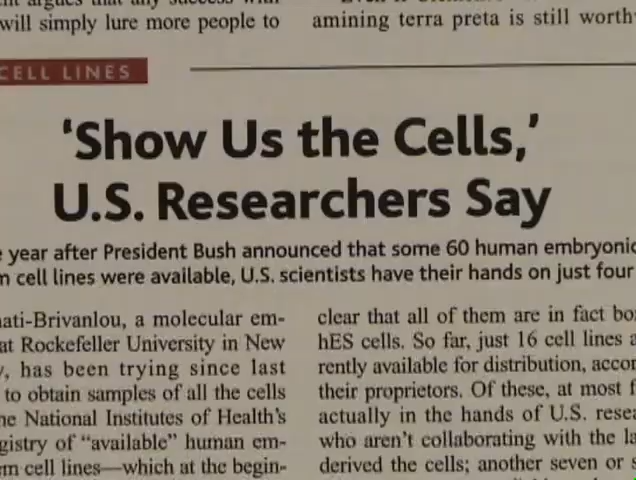 will simply lure more people to
amining terra preta is still worth
CELL LINES
‘Show Us the Cells,’
U.S. Researchers Say
year after President Bush announced that some 60 human embryonic
cell lines were available, U.S. scientists have their hands on just four
ati-Brivanlou, a molecular em-
at Rockefeller University in New
, has been trying since last
to obtain samples of all the cells
National Institutes of Health’s
gistry of “available” human em-
cell lines—which at the begin-
clear that all of them are in fact bo
hES cells. So far, just 16 cell lines a
rently available for distribution, accor
their proprietors. Of these, at most f
actually in the hands of U.S. resea
who aren’t collaborating with the la
derived the cells; another seven or s